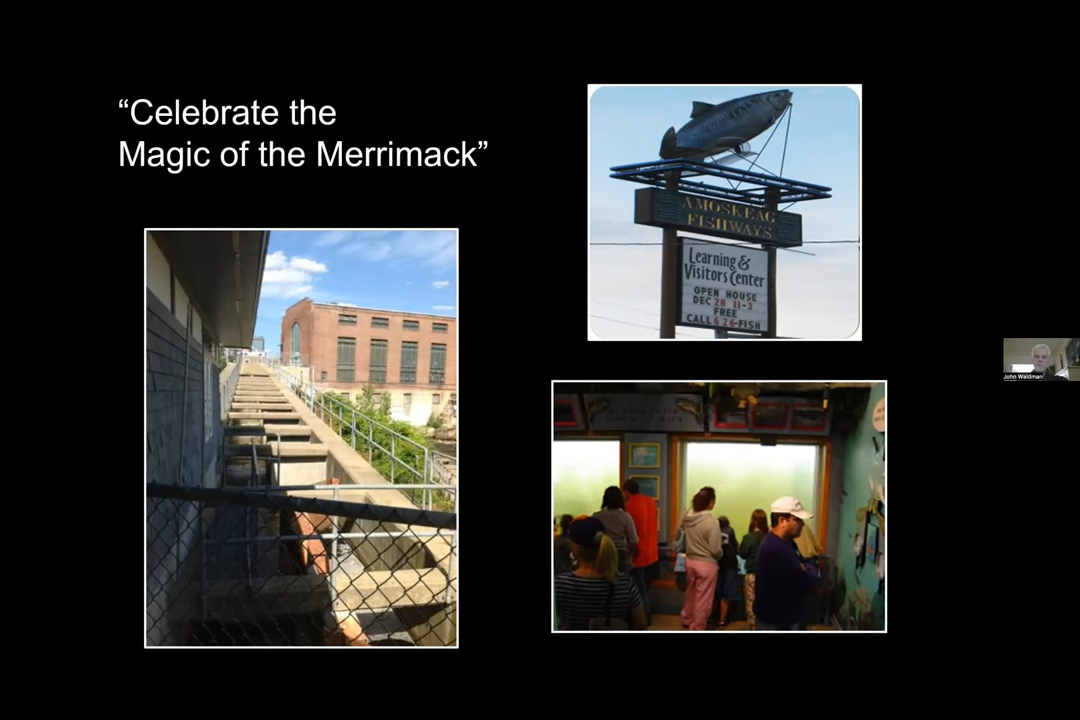 “Celebrate the
Magic of the Merrimack”
AMOSKEAG
FISHWAYS
Learning &
Visitors Center
OPEN HOUSE
DEC 28 11-3
FREE
CALL 626-FISH
John Waldman